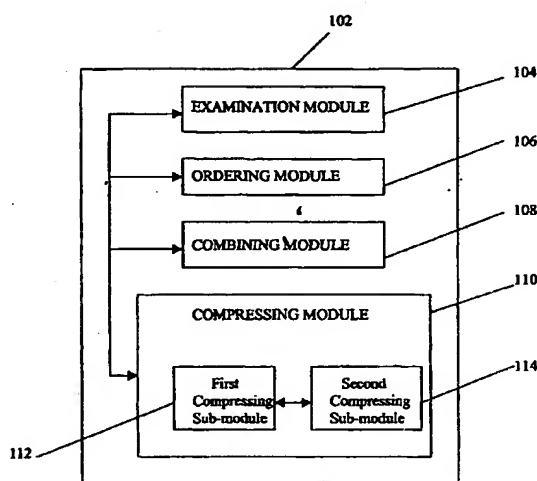 102
EXAMINATION MODULE
104
ORDERING MODULE
106
COMBINING MODULE
108
110
COMPRESSING MODULE
First
Compressing
Sub-module
Second
Compressing
Sub-module
114
112